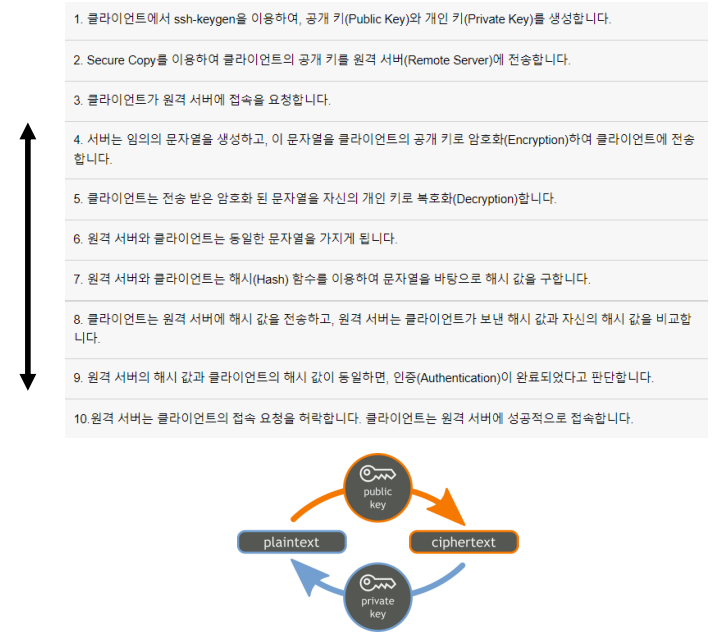 1. 클라이언트에서 ssh-keygen을 이용하여, 공개 키(Public Key)와 개인 키(Private Key)를 생성합니다.
2. Secure Copy를 이용하여 클라이언트의 공개 키를 원격 서버(Remote Server)에 전송합니다.
3. 클라이언트가 원격 서버에 접속을 요청합니다.
4. 서버는 임의의 문자열을 생성하고, 이 문자열을 클라이언트의 공개 키로 암호화(Encryption)하여 클라이언트에 전송
합니다.
5. 클라이언트는 전송 받은 암호화 된 문자열을 자신의 개인 키로 복호화(Decryption)합니다.
6. 원격 서버와 클라이언트는 동일한 문자열을 가지게 됩니다.
7. 원격 서버와 클라이언트는 해시(Hash) 함수를 이용하여 문자열을 바탕으로 해시 값을 구합니다.
8. 클라이언트는 원격 서버에 해시 값을 전송하고, 원격 서버는 클라이언트가 보낸 해시 값과 자신의 해시 값을 비교합
니다.
9. 원격 서버의 해시 값과 클라이언트의 해시 값이 동일하면, 인증(Authentication)이 완료되었다고 판단합니다.
10.원격 서버는 클라이언트의 접속 요청을 허락합니다. 클라이언트는 원격 서버에 성공적으로 접속합니다.
public
key
plaintext
ciphertext
private
key